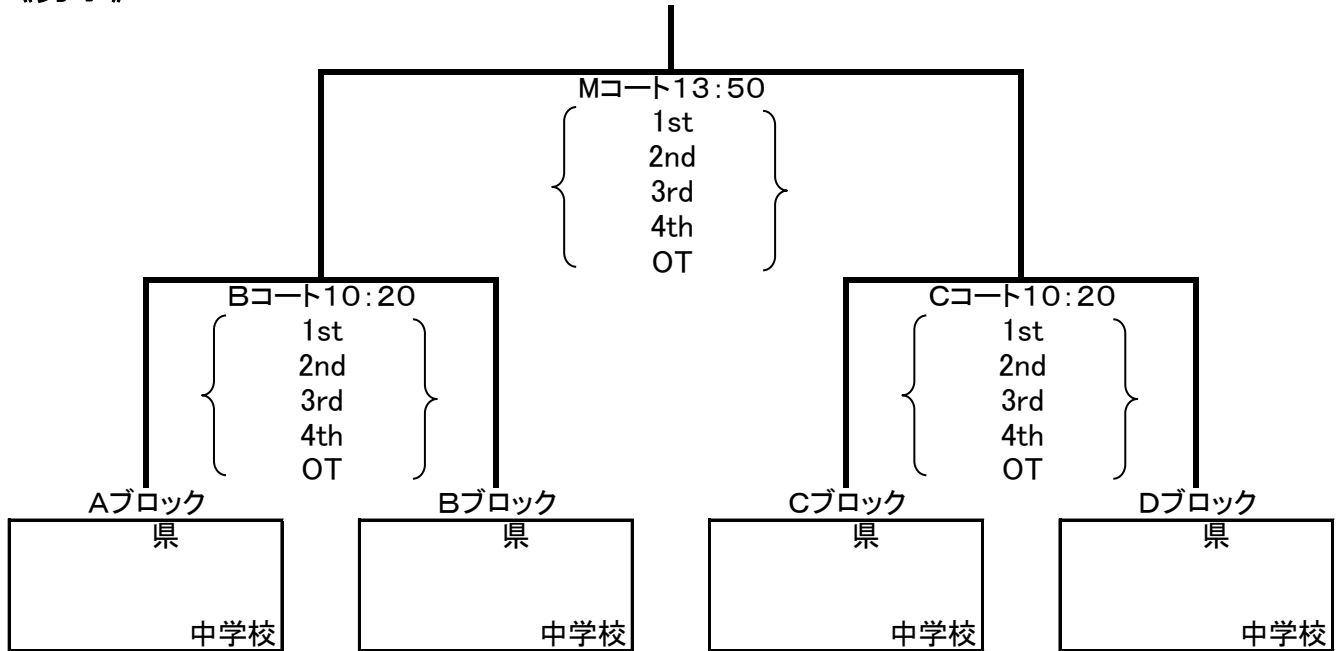 Mコート13:50
1st
2nd
3rd
4th
OT
Bコート10:20
1st
2nd
3rd
4th
OT
Cコート10:20
1st
2nd
3rd
4th
OT
Aブロック
Bブロック
Cブロック
Dブロック
県
県
県
県
中学校
中学校
中学校
中学校